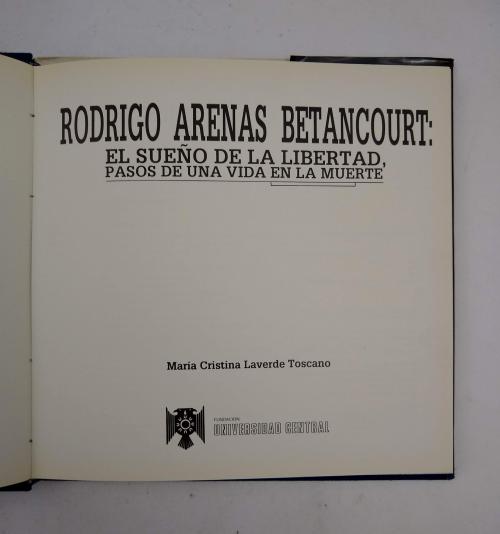 RODRIGO ARENAS BETANCOURT:
EL SUEÑO DE LA LIBERTAD,
PASOS DE UNA VIDA EN LA MUERTE
María Cristina Laverde Toscano
FUNDACION
UNIVERSIDAD CENTRAL